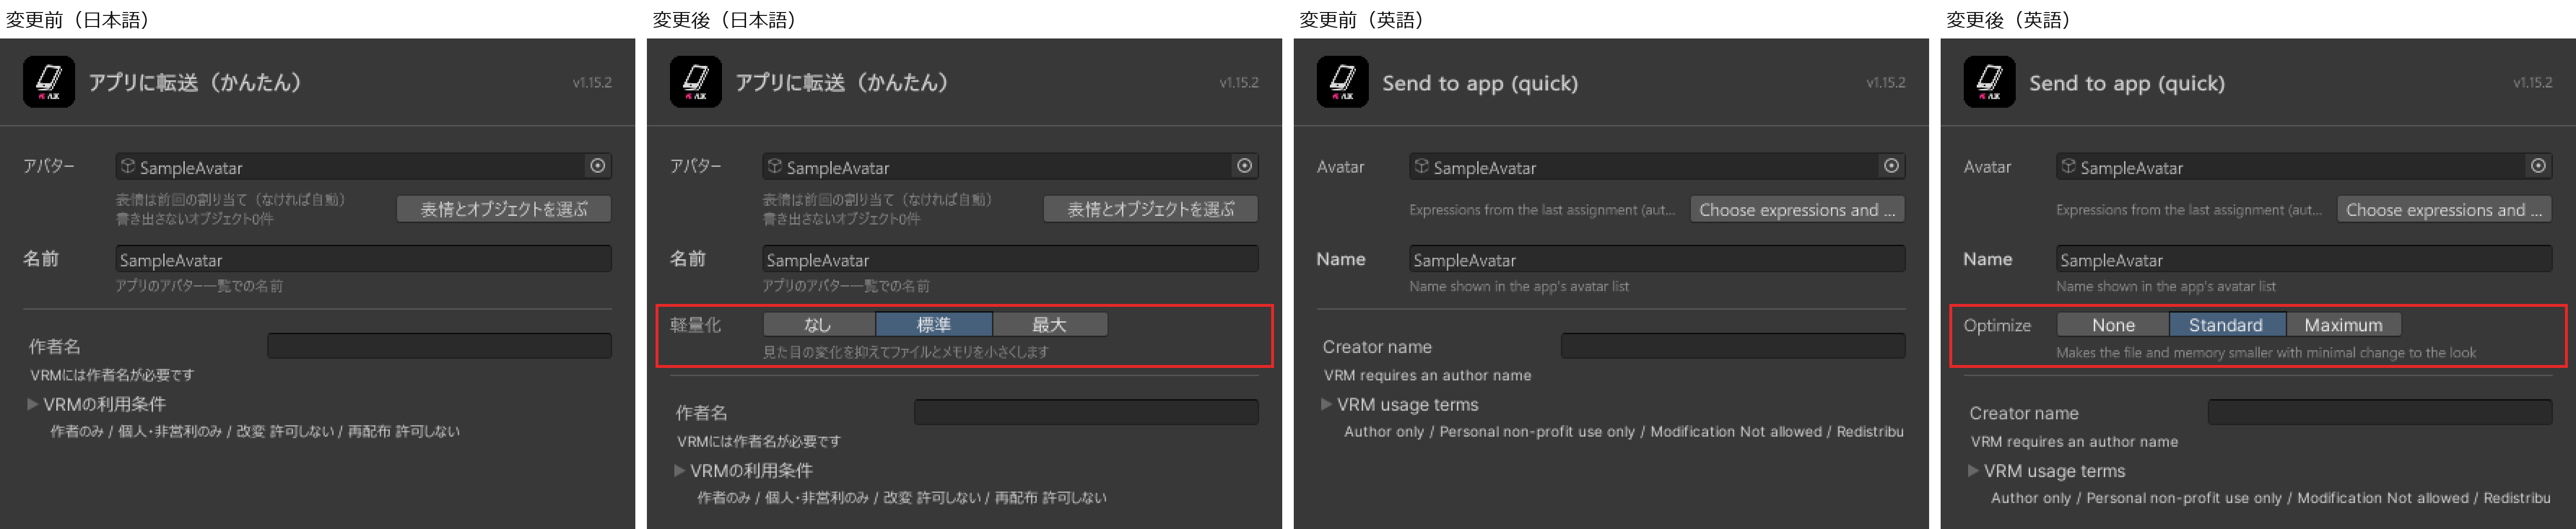 変更前（日本語）
アプリに転送（かんたん）
v1.15.2
アバター
SampleAvatar
表情は前回の割り当て（なければ自動）
書き出さないオブジェクト0件
表情とオブジェクトを選ぶ
名前
SampleAvatar
アプリのアバター一覧での名前
作者名
VRMには作者名が必要です
VRMの利用条件
作者のみ / 個人・非営利のみ / 改変 許可しない / 再配布 許可しない
変更後（日本語）
アプリに転送（かんたん）
v1.15.2
アバター
SampleAvatar
表情は前回の割り当て（なければ自動）
書き出さないオブジェクト0件
表情とオブジェクトを選ぶ
名前
SampleAvatar
アプリのアバター一覧での名前
軽量化
なし
標準
最大
見た目の変化を抑えてファイルとメモリを小さくします
作者名
VRMには作者名が必要です
VRMの利用条件
作者のみ / 個人・非営利のみ / 改変 許可しない / 再配布 許可しない
変更前（英語）
Send to app (quick)
v1.15.2
Avatar
SampleAvatar
Expressions from the last assignment (aut...
Choose expressions and ...
Name
SampleAvatar
Name shown in the app's avatar list
Creator name
VRM requires an author name
VRM usage terms
Author only / Personal non-profit use only / Modification Not allowed / Redistribu
変更後（英語）
Send to app (quick)
v1.15.2
Avatar
SampleAvatar
Expressions from the last assignment (aut...
Choose expressions and ...
Name
SampleAvatar
Name shown in the app's avatar list
Optimize
None
Standard
Maximum
Makes the file and memory smaller with minimal change to the look
Creator name
VRM requires an author name
VRM usage terms
Author only / Personal non-profit use only / Modification Not allowed / Redistribu